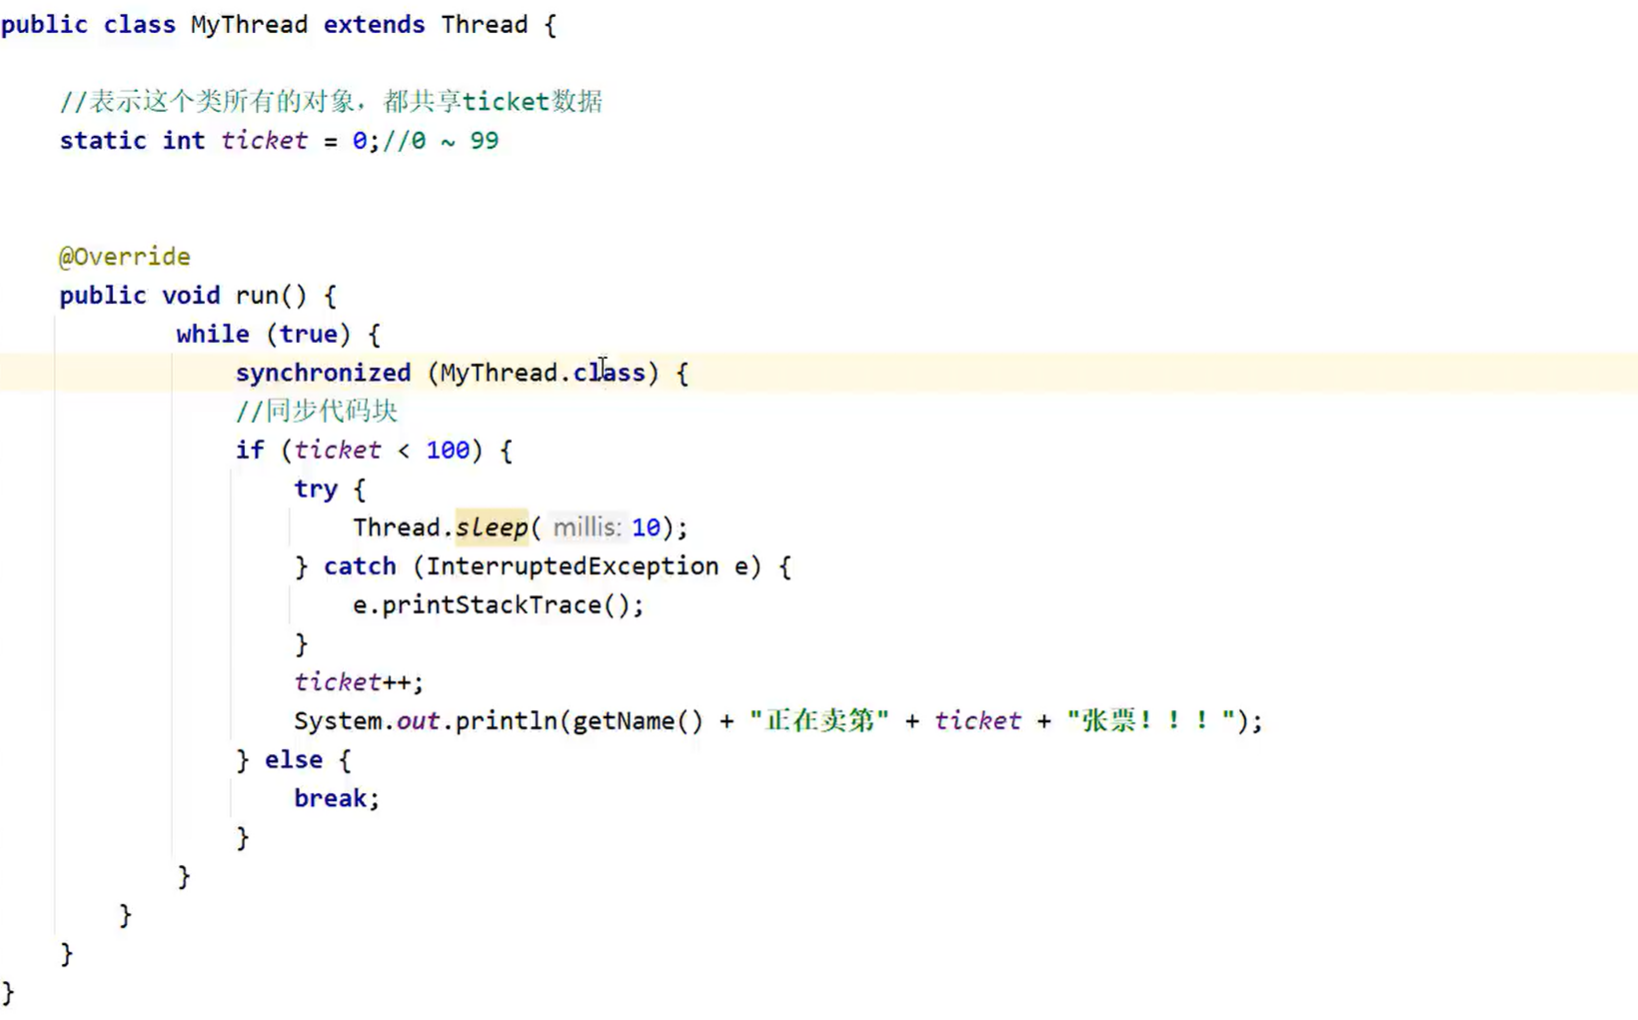 public class MyThread extends Thread {
//表示这个类所有的对象，都共享ticket数据
static int ticket = 0;//0 ~ 99
@Override
public void run() {
while (true) {
synchronized (MyThread.class) {
//同步代码块
if (ticket < 100) {
try {
Thread.sleep( millis: 10);
} catch (InterruptedException e) {
e.printStackTrace();
}
ticket++;
System.out.println(getName() + "正在卖第" + ticket + "张票！！！");
} else {
break;
}
}
}
}
}